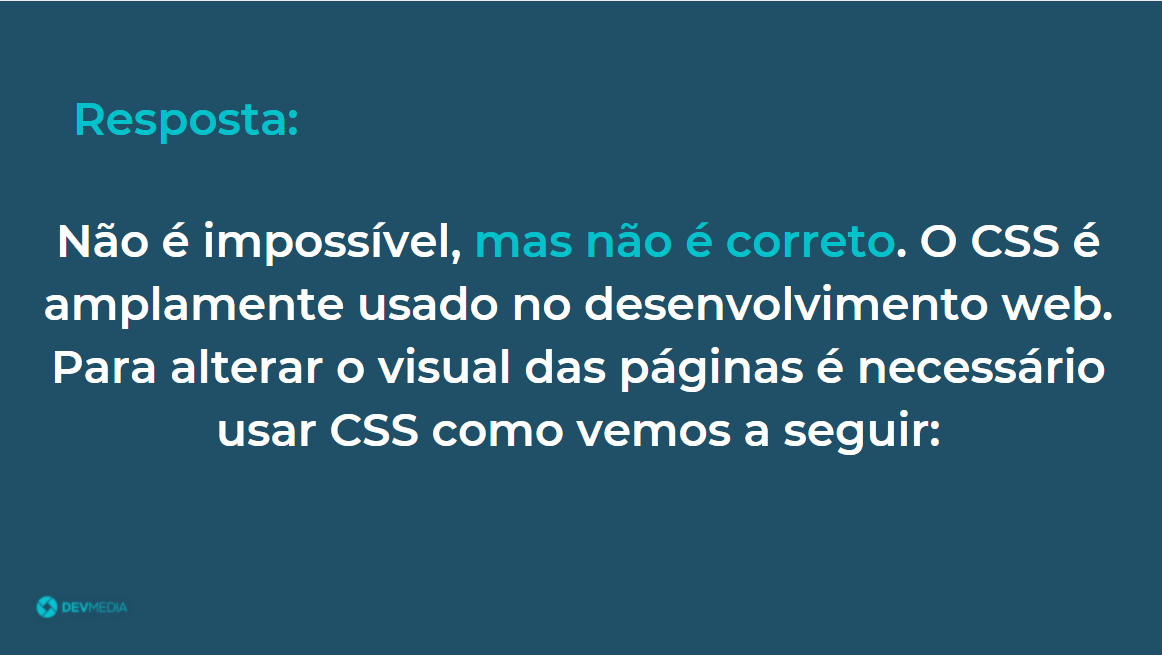 Resposta:
Não é impossível, mas não é correto. O CSS é
amplamente usado no desenvolvimento web.
Para alterar o visual das páginas é necessário
usar CSS como vemos a seguir:
DEVMEDIA